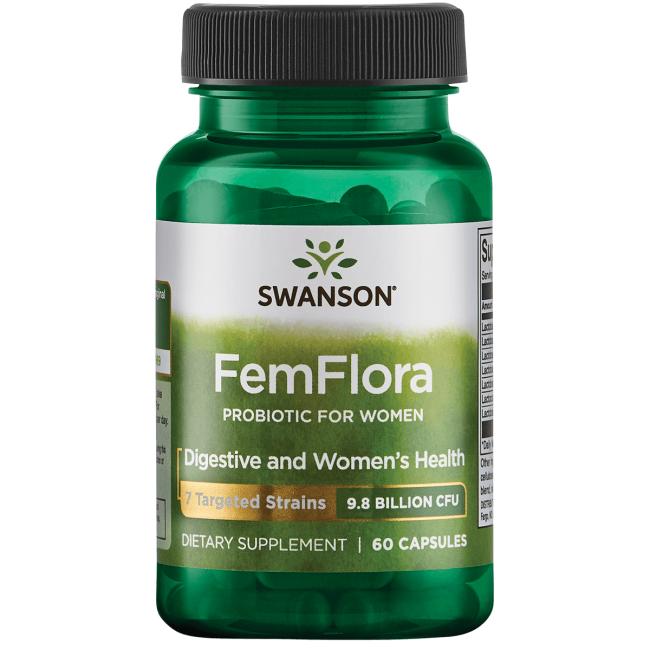 SWANSON®
FemFlora
PROBIOTIC FOR WOMEN
Digestive and Women's Health
7 Targeted Strains 9.8 BILLION CFU
DIETARY SUPPLEMENT | 60 CAPSULES